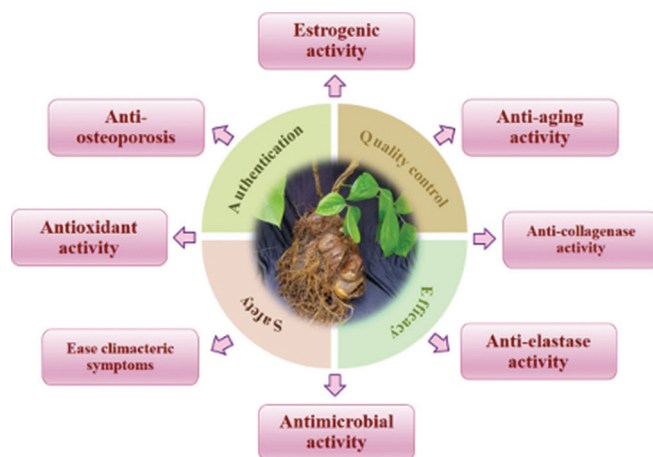 Estrogenic
activity
Anti-
osteoporosis
Anti-aging
activity
Authentication
Quality control
Antioxidant
activity
Anti-collagenase
activity
Safety
Efficacy
Ease climacteric
symptoms
Anti-elastase
activity
Antimicrobial
activity